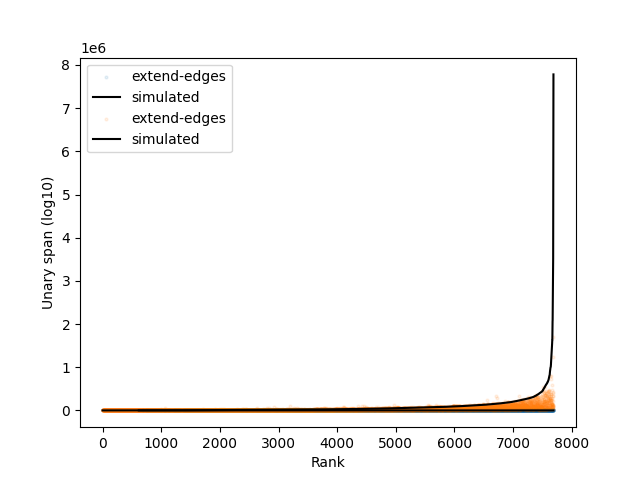 1e6
8
7
6
5
4
3
2
1
0
Unary span (log10)
extend-edges
simulated
extend-edges
simulated
0 1000 2000 3000 4000 5000 6000 7000 8000
Rank